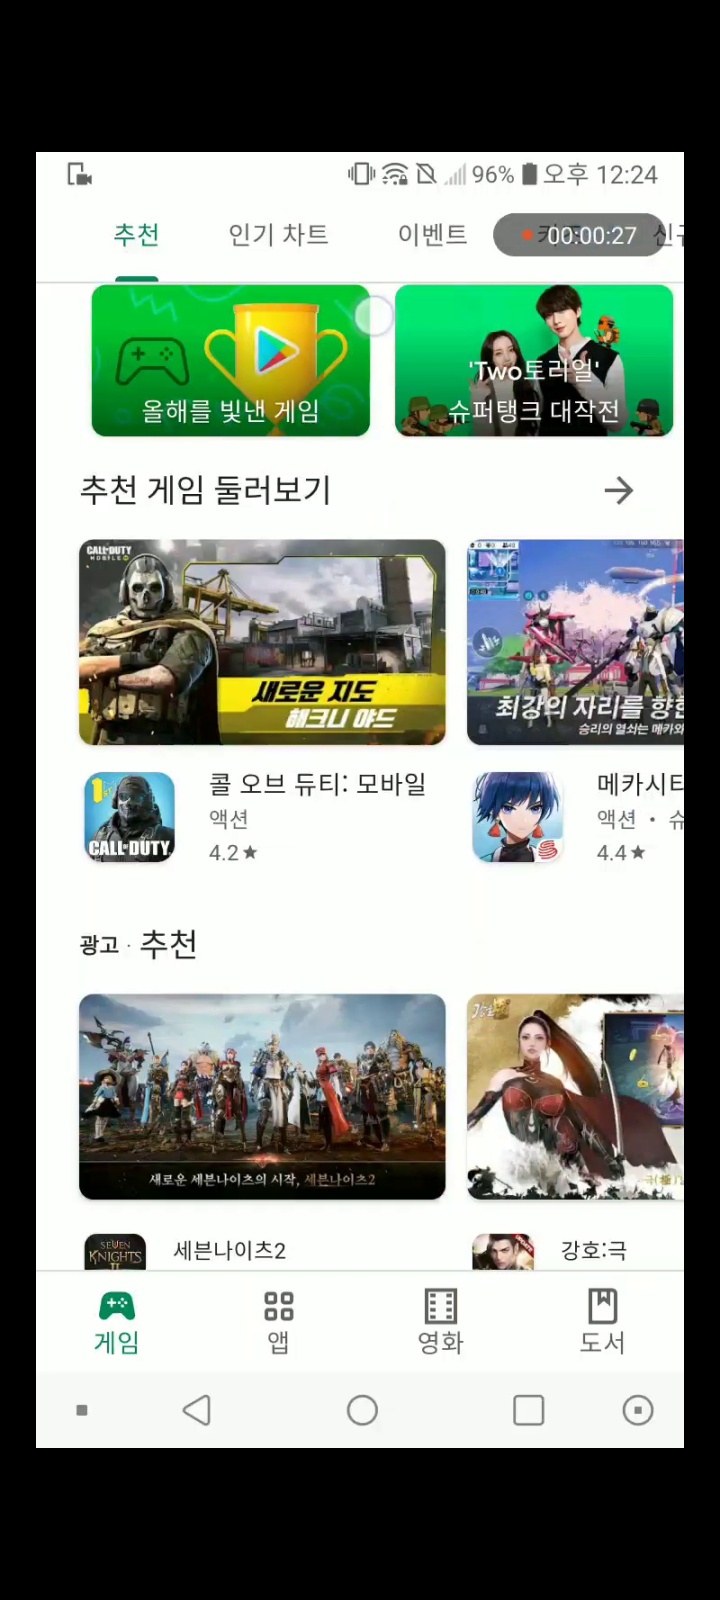 96% 오후 12:24
추천 인기 차트 이벤트 00:00:27 신규
올해를 빛낸 게임
'Two토리얼'
슈퍼탱크 대작전
추천 게임 둘러보기
CALL·DUTY
MOBILE
새로운 지도
해크니 야드
최강의 자리를 향한
승리의 열쇠는 메카와
1st
CALL·DUTY
콜 오브 듀티: 모바일
액션
4.2★
메카시티
액션 • 슈
4.4★
광고 · 추천
새로운 세븐나이츠의 시작, 세븐나이츠2
강호
SEVEN
KNIGHTS
II
세븐나이츠2
UPDATE
강호:극
게임 앱 영화 도서